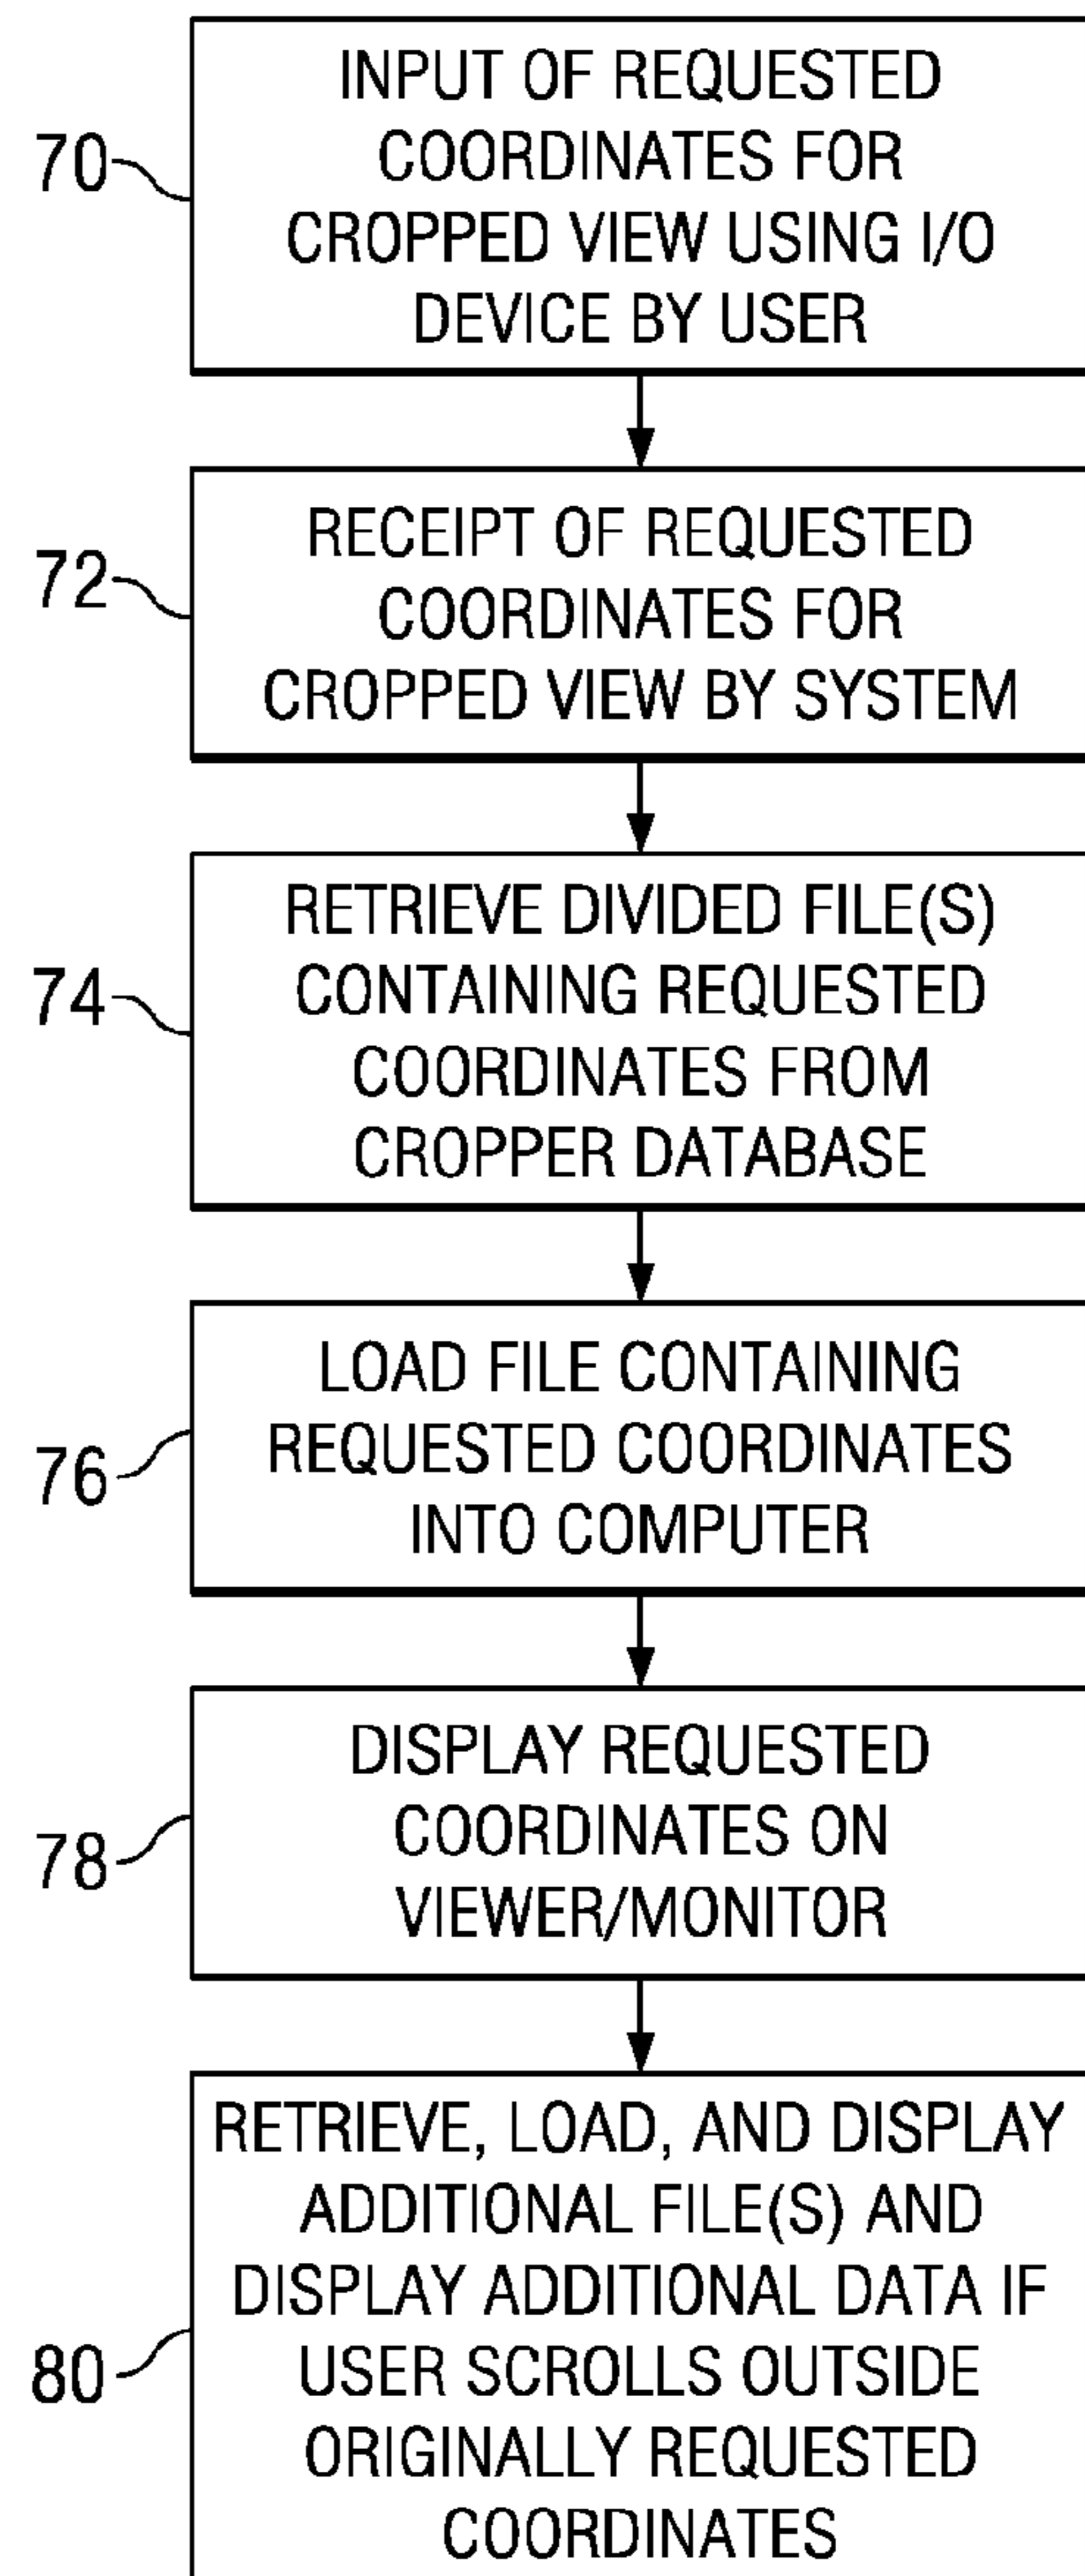 70
INPUT OF REQUESTED
COORDINATES FOR
CROPPED VIEW USING I/O
DEVICE BY USER
72
RECEIPT OF REQUESTED
COORDINATES FOR
CROPPED VIEW BY SYSTEM
74
RETRIEVE DIVIDED FILE(S)
CONTAINING REQUESTED
COORDINATES FROM
CROPPER DATABASE
76
LOAD FILE CONTAINING
REQUESTED COORDINATES
INTO COMPUTER
78
DISPLAY REQUESTED
COORDINATES ON
VIEWER/MONITOR
80
RETRIEVE, LOAD, AND DISPLAY
ADDITIONAL FILE(S) AND
DISPLAY ADDITIONAL DATA IF
USER SCROLLS OUTSIDE
ORIGINALLY REQUESTED
COORDINATES